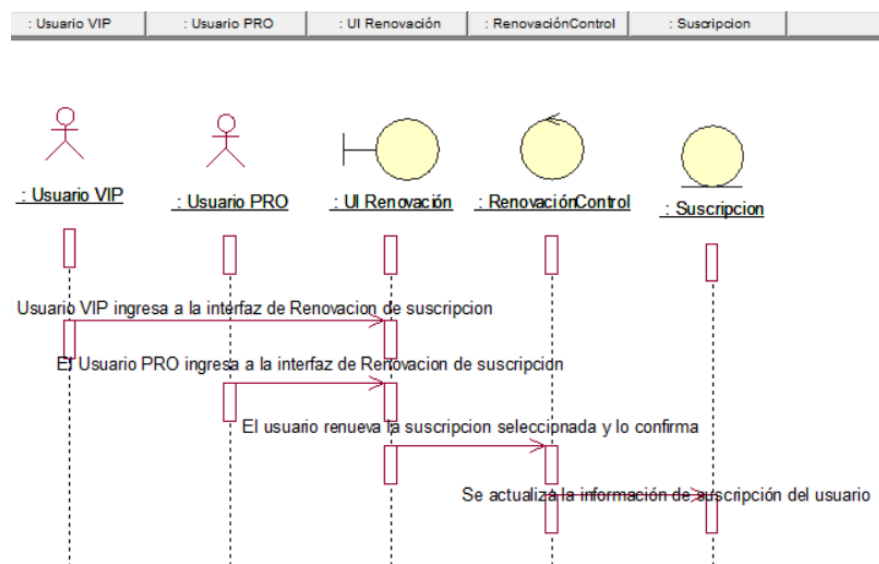 : Usuario VIP
: Usuario PRO
: UI Renovación
: RenovaciónControl
: Suscripcion
: Usuario VIP
: Usuario PRO
: UI Renovación
: RenovaciónControl
: Suscripcion
Usuario VIP ingresa a la interfaz de Renovacion de suscripcion
El Usuario PRO ingresa a la interfaz de Renovacion de suscripcion
El usuario renueva la suscripcion seleccionada y lo confirma
Se actualiza la información de suscripción del usuario